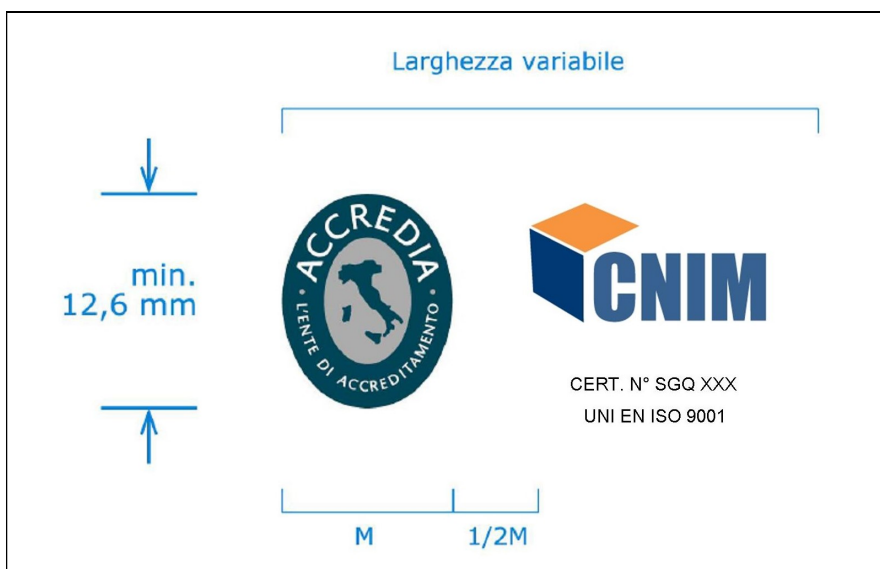 Larghezza variabile
min.
12,6 mm
ACCREDIA
L'ENTE DI ACCREDITAMENTO
CNIM
CERT. N° SGQ XXX
UNI EN ISO 9001
M
1/2M